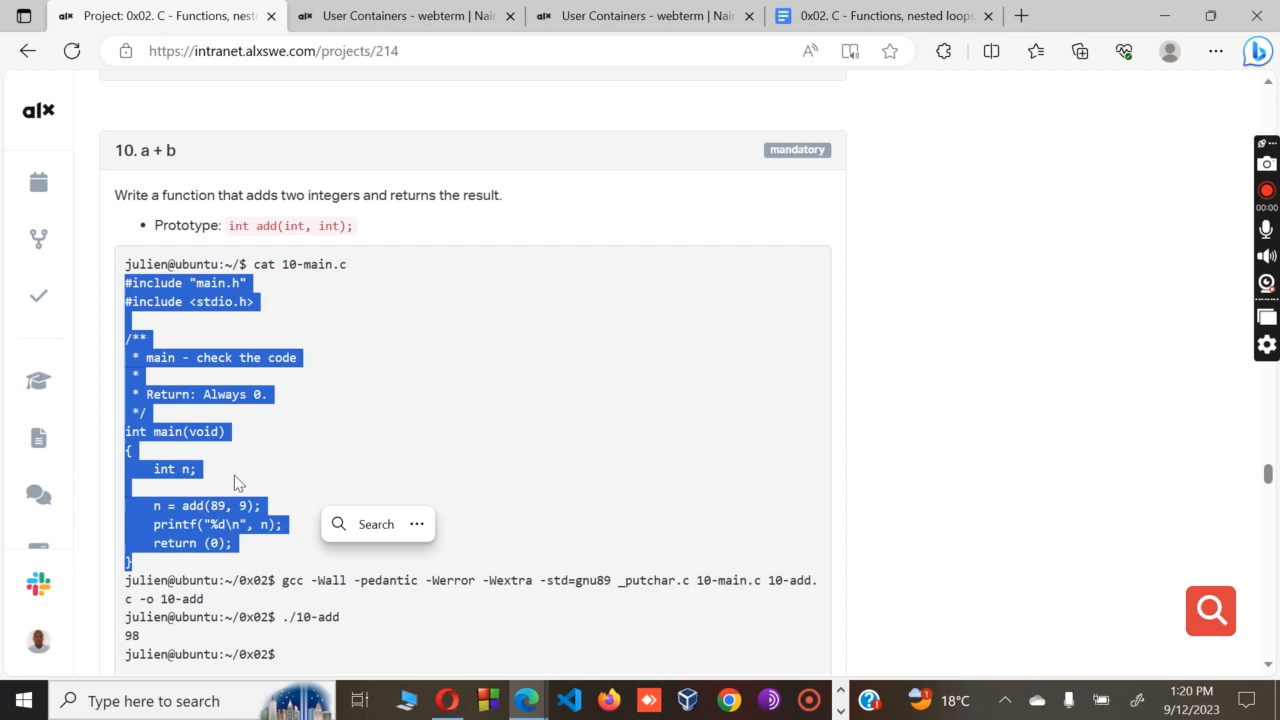 Project: 0x02. C - Functions, nest
User Containers - webterm | Nair
User Containers - webterm | Nair
0x02. C - Functions, nested loops
https://intranet.alxswe.com/projects/214
alx
10. a + b
mandatory
Write a function that adds two integers and returns the result.
• Prototype: int add(int, int);
julien@ubuntu:~/$ cat 10-main.c
#include "main.h"
#include <stdio.h>
/**
* main - check the code
*
* Return: Always 0.
*/
int main(void)
{
int n;
n = add(89, 9);
printf("%d\n", n);
return (0);
}
Search
julien@ubuntu:~/0x02$ gcc -Wall -pedantic -Werror -Wextra -std=gnu89 _putchar.c 10-main.c 10-add.
c -o 10-add
julien@ubuntu:~/0x02$ ./10-add
98
julien@ubuntu:~/0x02$
00:00
Type here to search
18°C
1:20 PM
9/12/2023